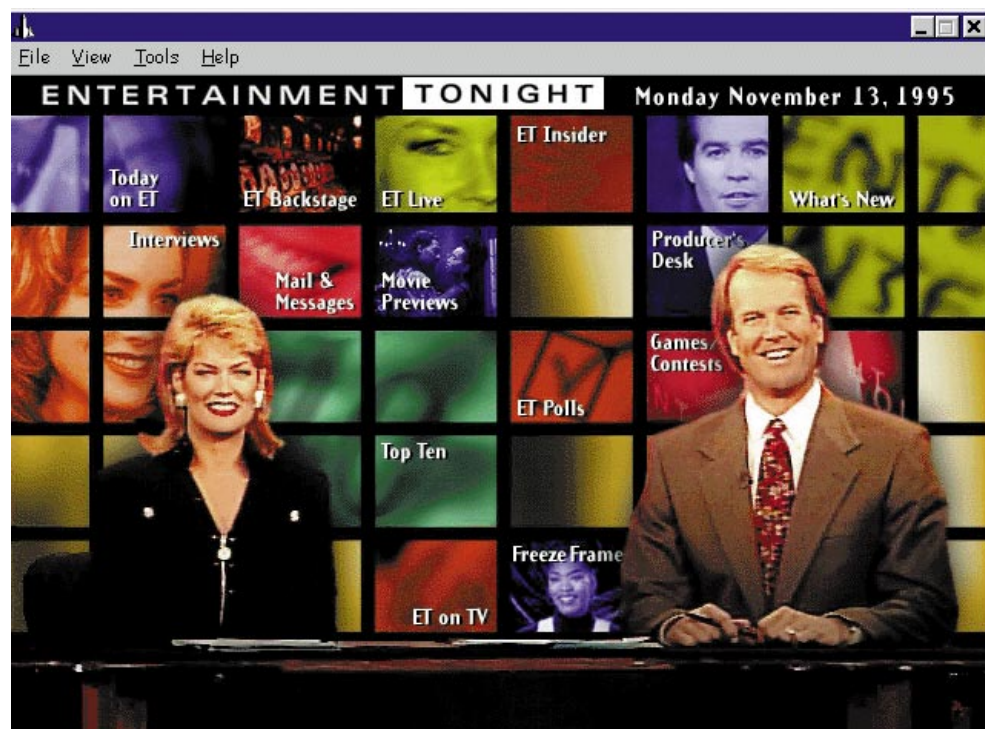 File View Tools Help
ENTERTAINMENT TONIGHT Monday November 13, 1995
Today
on ET
ET Backstage
ET Live
ET Insider
What's New
Interviews
Mail &
Messages
Movie
Previews
Producer's
Desk
Games/
Contests
ET Polls
Top Ten
Freeze Frame
ET on TV